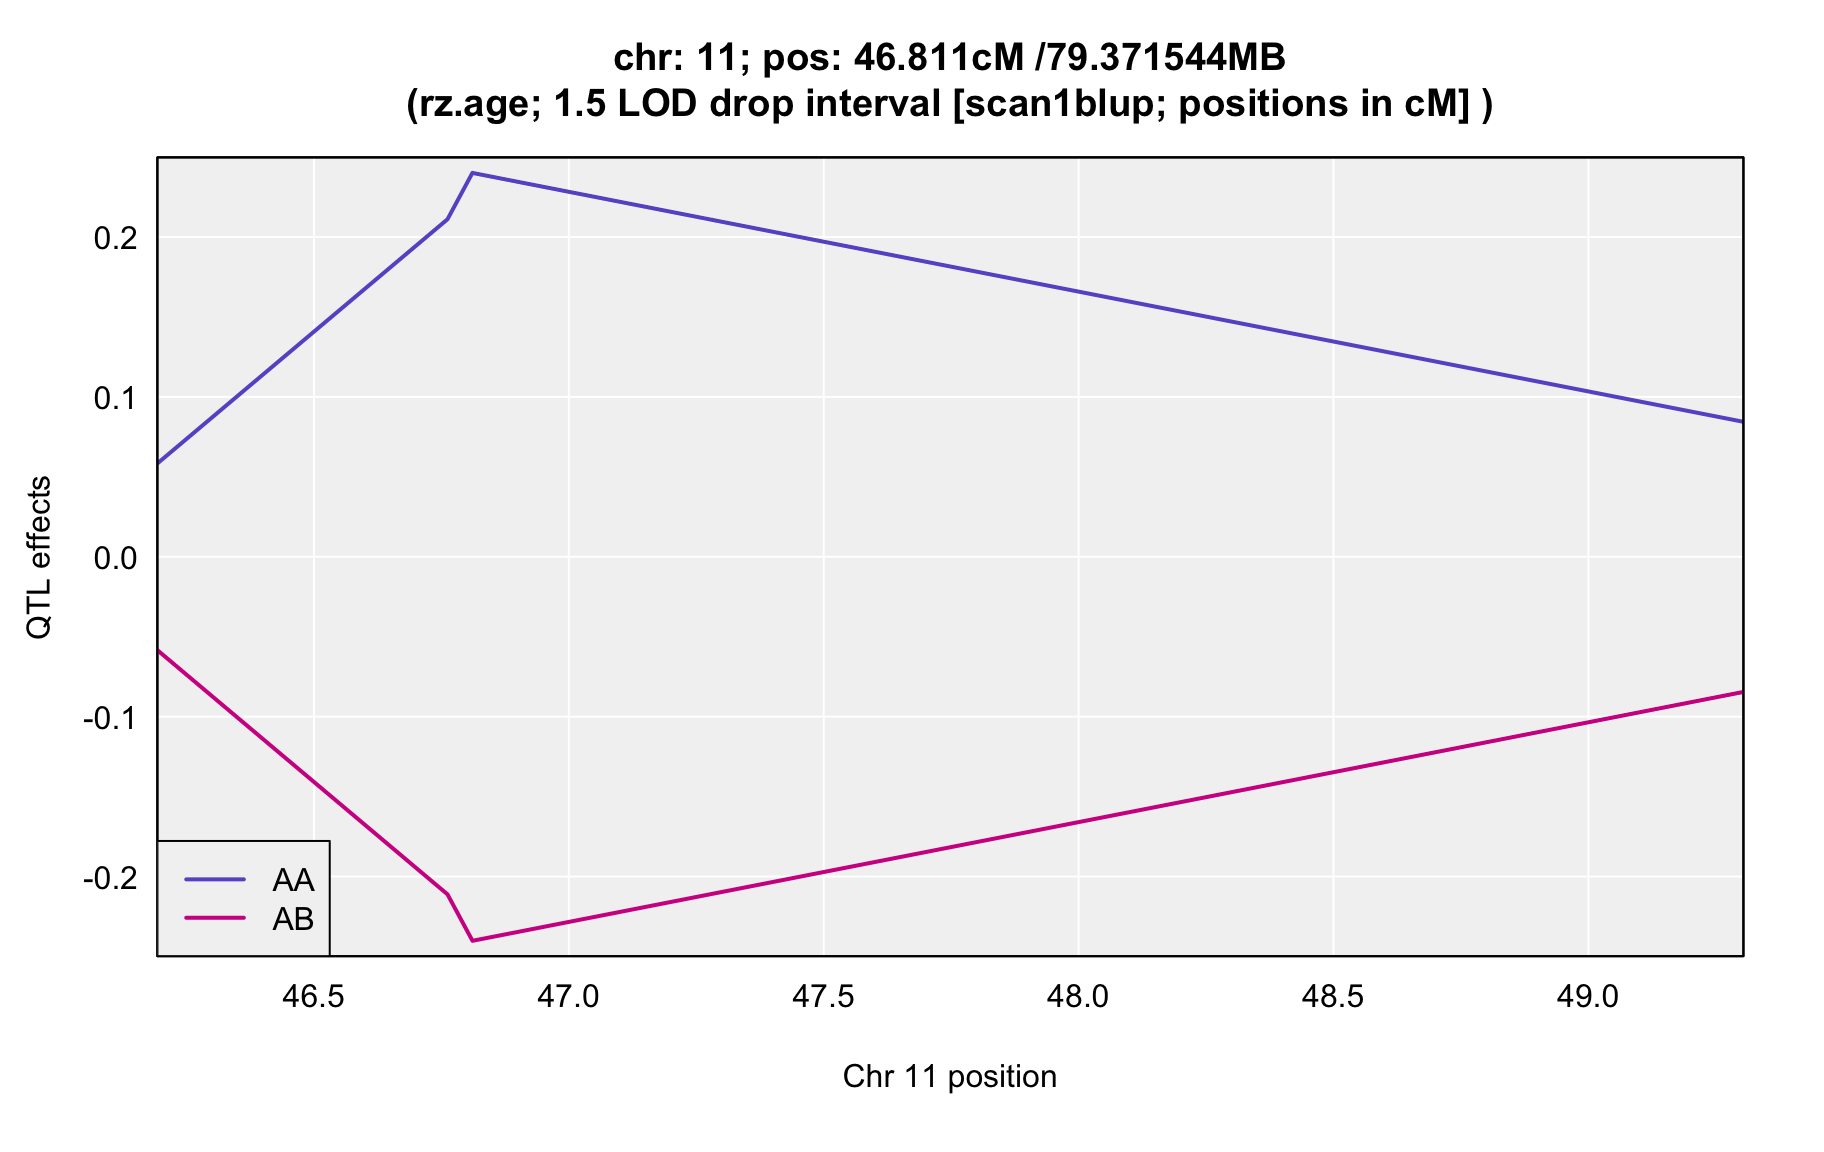 chr: 11; pos: 46.811cM /79.371544MB
(rz.age; 1.5 LOD drop interval [scan1blup; positions in cM] )
QTL effects
0.2
0.1
0.0
-0.1
-0.2
AA
AB
46.5 47.0 47.5 48.0 48.5 49.0
Chr 11 position